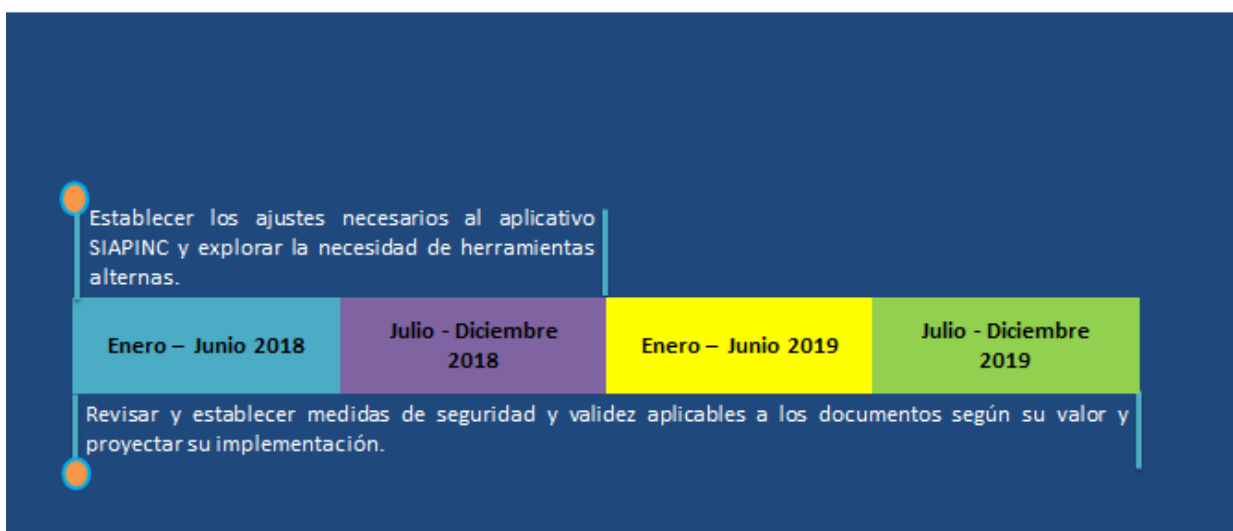 Establecer los ajustes necesarios al aplicativo
SIAPINC y explorar la necesidad de herramientas
alternas.
Enero – Junio 2018
Julio - Diciembre
2018
Enero – Junio 2019
Julio - Diciembre
2019
Revisar y establecer medidas de seguridad y validez aplicables a los documentos según su valor y
proyectar su implementación.